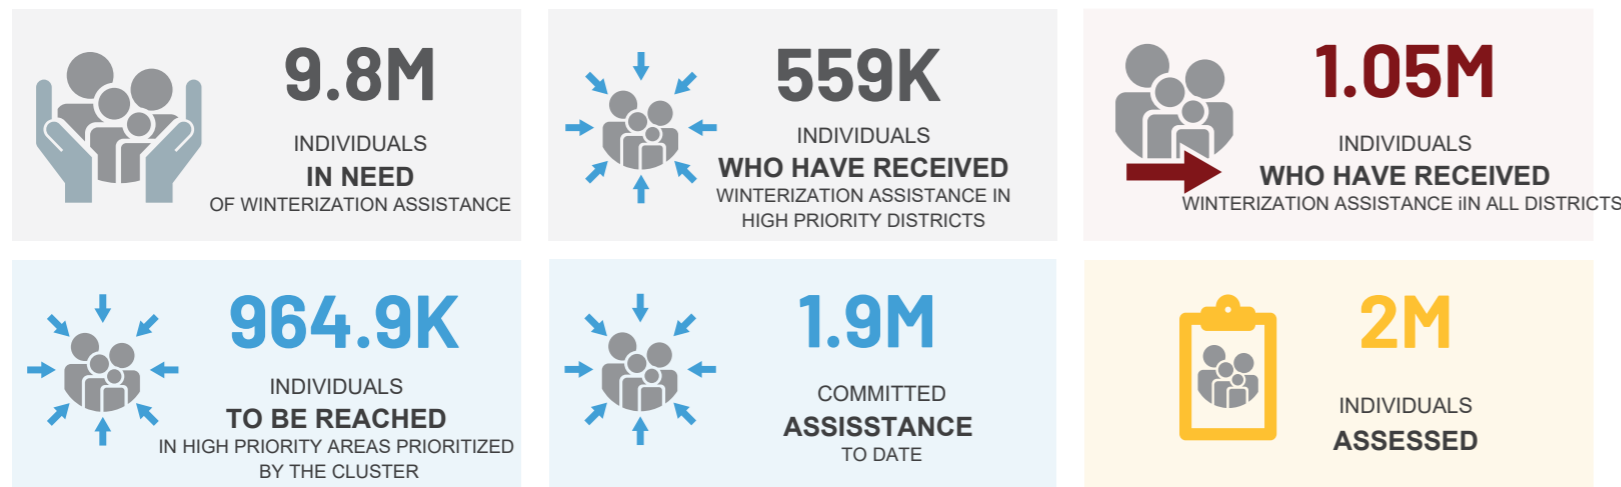 9.8M
INDIVIDUALS
IN NEED
OF WINTERIZATION ASSISTANCE
559K
INDIVIDUALS
WHO HAVE RECEIVED
WINTERIZATION ASSISTANCE IN
HIGH PRIORITY DISTRICTS
1.05M
INDIVIDUALS
WHO HAVE RECEIVED
WINTERIZATION ASSISTANCE iIN ALL DISTRICTS
964.9K
INDIVIDUALS
TO BE REACHED
IN HIGH PRIORITY AREAS PRIORITIZED
BY THE CLUSTER
1.9M
COMMITTED
ASSISSTANCE
TO DATE
2M
INDIVIDUALS
ASSESSED